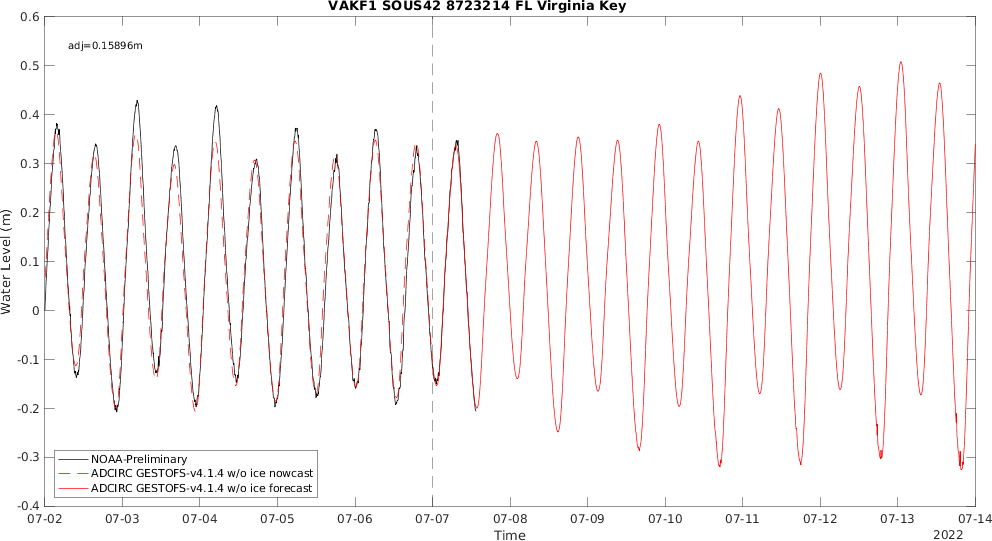 VAKF1 SOUS42 8723214 FL Virginia Key
adj=0.15896m
0.6
0.5
0.4
0.3
0.2
0.1
0
-0.1
-0.2
-0.3
-0.4
Water Level (m)
NOAA-Preliminary
ADCIRC GESTOFS-v4.1.4 w/o ice nowcast
ADCIRC GESTOFS-v4.1.4 w/o ice forecast
07-02 07-03 07-04 07-05 07-06 07-07 07-08 07-09 07-10 07-11 07-12 07-13 07-14
Time
2022